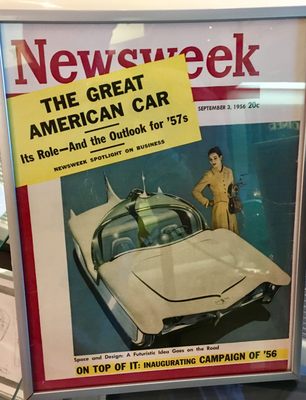 Newsweek
THE GREAT
AMERICAN CAR
Its Role—And the Outlook for '57s
NEWSWEEK SPOTLIGHT ON BUSINESS
SEPTEMBER 3, 1956 20c
Space and Design: A Futuristic Idea Goes on the Road
ON TOP OF IT: INAUGURATING CAMPAIGN OF '56